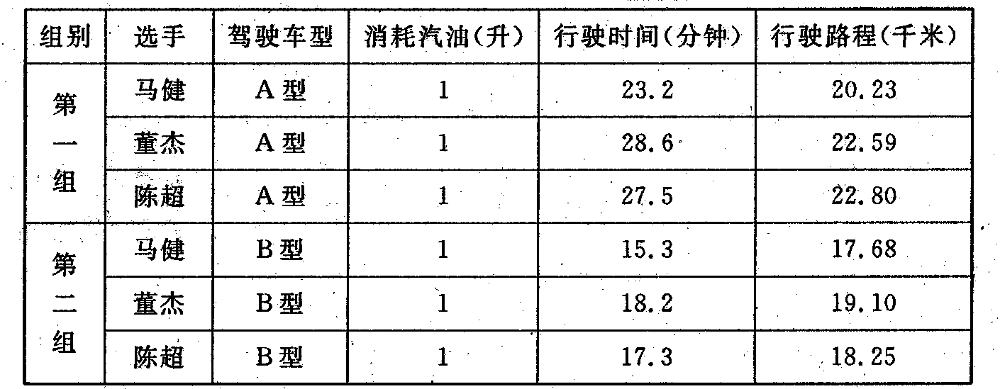 组别 选手 驾驶车型 消耗汽油(升) 行驶时间(分钟) 行驶路程(千米)
第一组 马健 A型 1 23.2 20.23
董杰 A型 1 28.6 22.59
陈超 A型 1 27.5 22.80
第二组 马健 B型 1 15.3 17.68
董杰 B型 1 18.2 19.10
陈超 B型 1 17.3 18.25